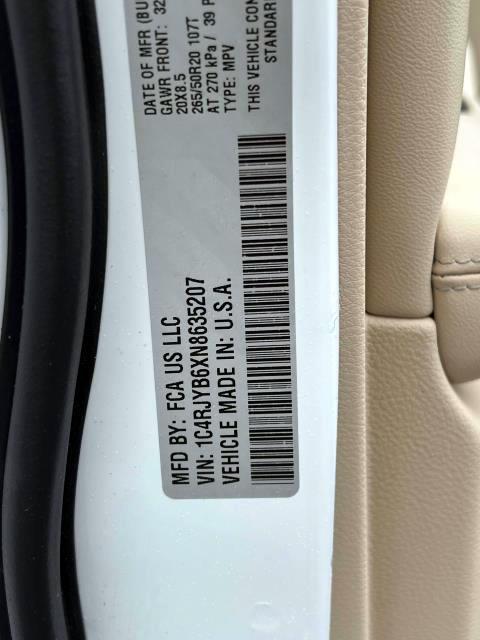 MFD BY: FCA US LLC
DATE OF MFR (BU
GAWR FRONT: 32
20X8.5
265/50R20 107T
AT 270 kPa / 39 P
TYPE: MPV
THIS VEHICLE CON
STANDARD
VIN: 1C4RJYB6XN8635207
VEHICLE MADE IN: U.S.A.